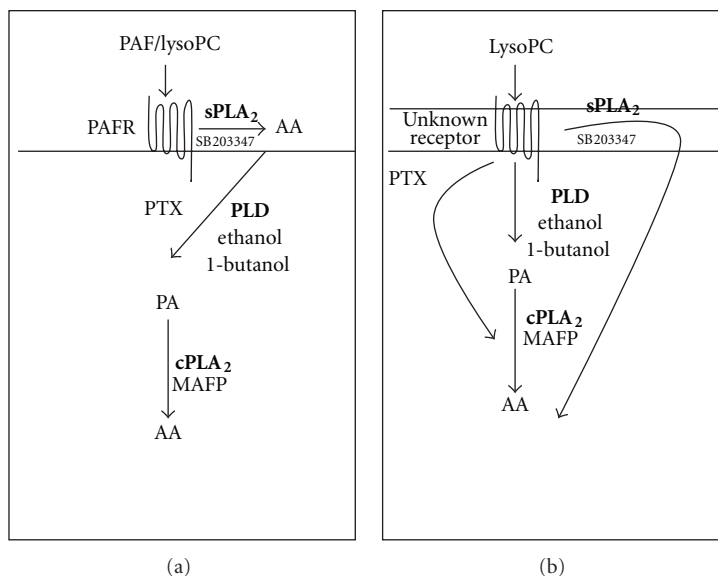 PAF/lysoPC
PAFR
sPLA2
SB203347
AA
PTX
PLD
ethanol
1-butanol
PA
cPLA2
MAFP
AA
(a)
LysoPC
Unknown
receptor
sPLA2
SB203347
PTX
PLD
ethanol
1-butanol
PA
cPLA2
MAFP
AA
(b)